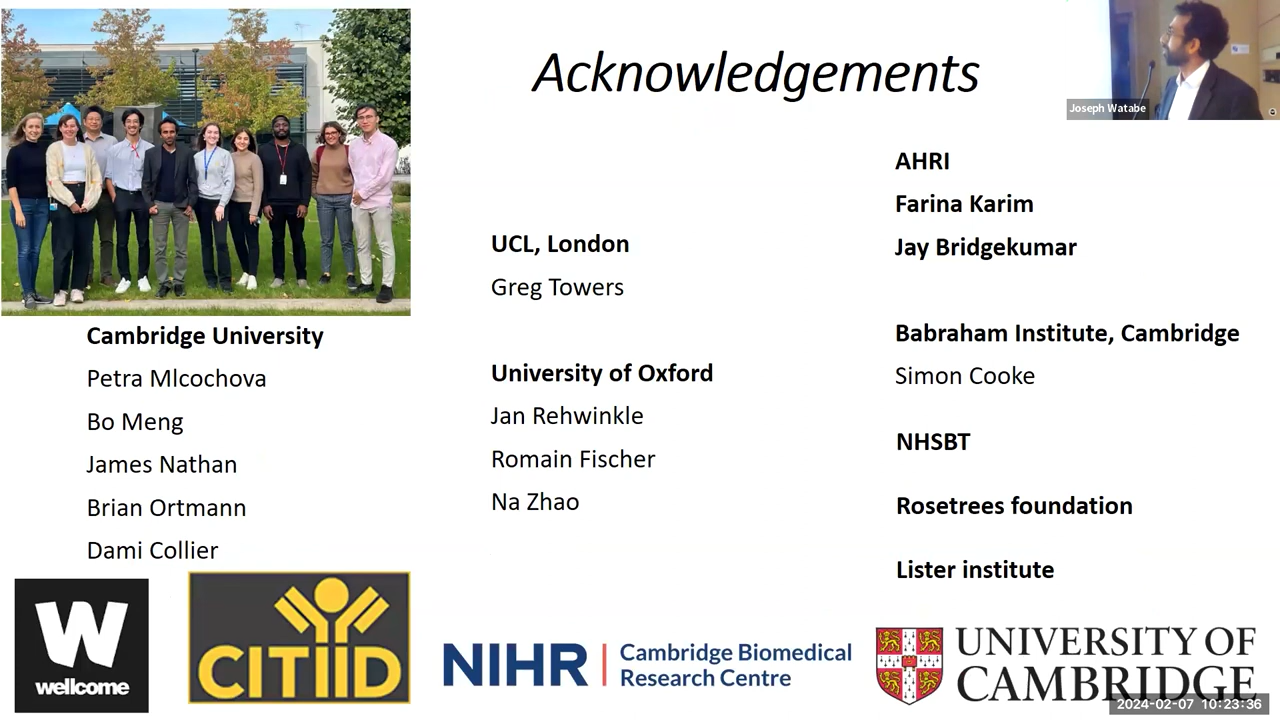 Acknowledgements
Joseph Watabe
Cambridge University
Petra Mlcochova
Bo Meng
James Nathan
Brian Ortmann
Dami Collier
UCL, London
Greg Towers
University of Oxford
Jan Rehwinkle
Romain Fischer
Na Zhao
AHRI
Farina Karim
Jay Bridgekumar
Babraham Institute, Cambridge
Simon Cooke
NHSBT
Rosetrees foundation
Lister institute
W
wellcome
CITIID
NIHR | Cambridge Biomedical
Research Centre
UNIVERSITY OF
CAMBRIDGE
2024-02-07 10:23:36